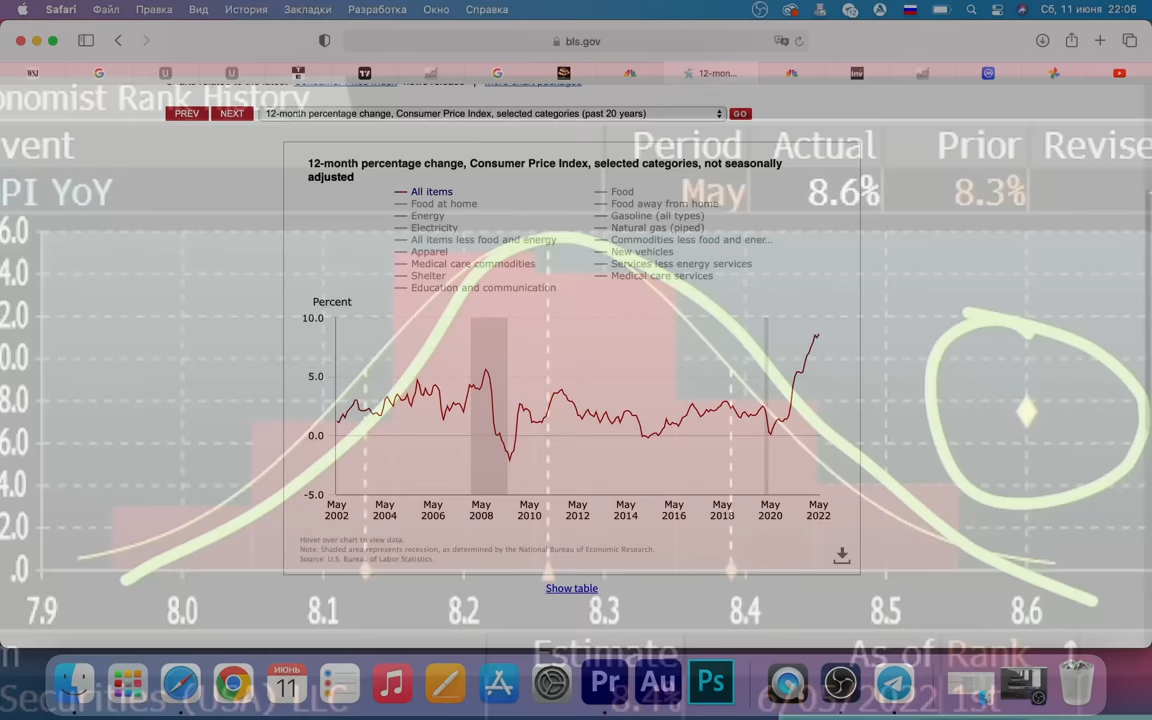 Safari Файл Правка Вид История Закладки Разработка Окно Справка Сб, 11 июня 22:06
bls.gov
WSJ 12-mon... Inv
onomist Rank History
PREV NEXT 12-month percentage change, Consumer Price Index, selected categories (past 20 years) GO
vent Period Actual Prior Revise
PI YoY May 8.6% 8.3%
12-month percentage change, Consumer Price Index, selected categories, not seasonally
adjusted
All items Food
Food at home Food away from home
Energy Gasoline (all types)
Electricity Natural gas (piped)
All items less food and energy Commodities less food and ener...
Apparel New vehicles
Medical care commodities Services less energy services
Shelter Medical care services
Education and communication
Percent
10.0
5.0
0.0
-5.0
May May May May May May May May May May May
2002 2004 2006 2008 2010 2012 2014 2016 2018 2020 2022
6.0
4.0
2.0
0.0
8.0
6.0
4.0
2.0
.0
Hover over chart to view data.
Note: Shaded area represents recession, as determined by the National Bureau of Economic Research.
Source: U.S. Bureau of Labor Statistics.
Show table
7.9 8.0 8.1 8.2 8.3 8.4 8.5 8.6
Estimate As of Rank
ИЮНЬ
11
Pr Au Ps
Securities (USA) LLC 8.4% 6/03/2022 1st